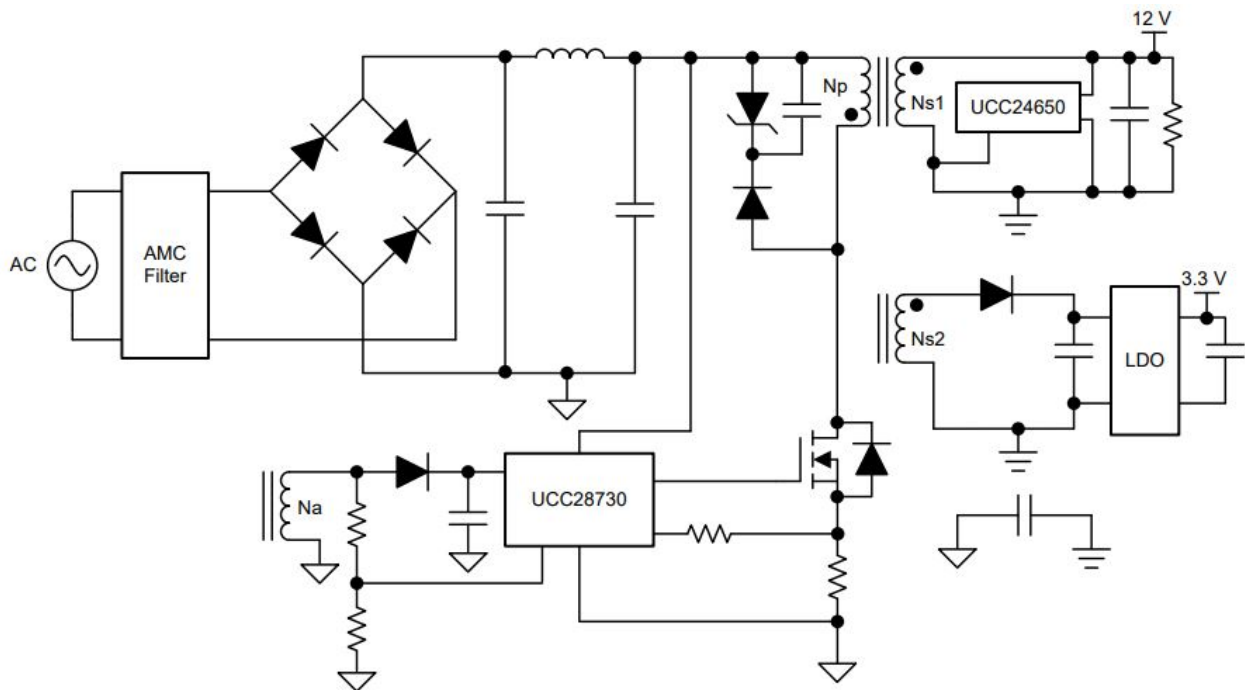 12 V
Np
Ns1
UCC24650
AC
AMC
Filter
3.3 V
Ns2
LDO
Na
UCC28730